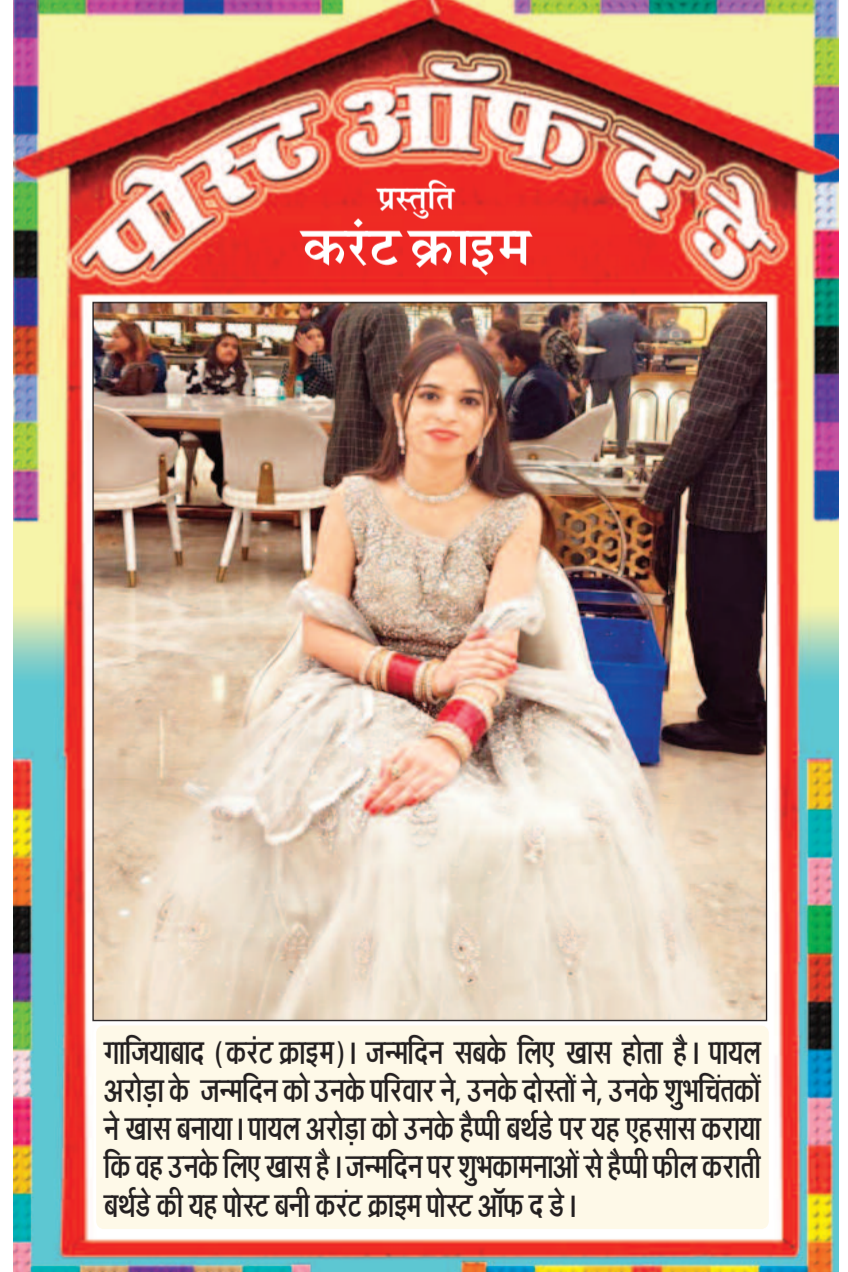 पोस्ट ऑफ द डे
प्रस्तुति
करंट क्राइम
गाजियाबाद (करंट क्राइम)। जन्मदिन सबके लिए खास होता है। पायल
अरोड़ा के जन्मदिन को उनके परिवार ने, उनके दोस्तों ने, उनके शुभचिंतकों
ने खास बनाया। पायल अरोड़ा को उनके हैप्पी बर्थडे पर यह एहसास कराया
कि वह उनके लिए खास है। जन्मदिन पर शुभकामनाओं से हैप्पी फील कराती
बर्थडे की यह पोस्ट बनी करंट क्राइम पोस्ट ऑफ द डे।